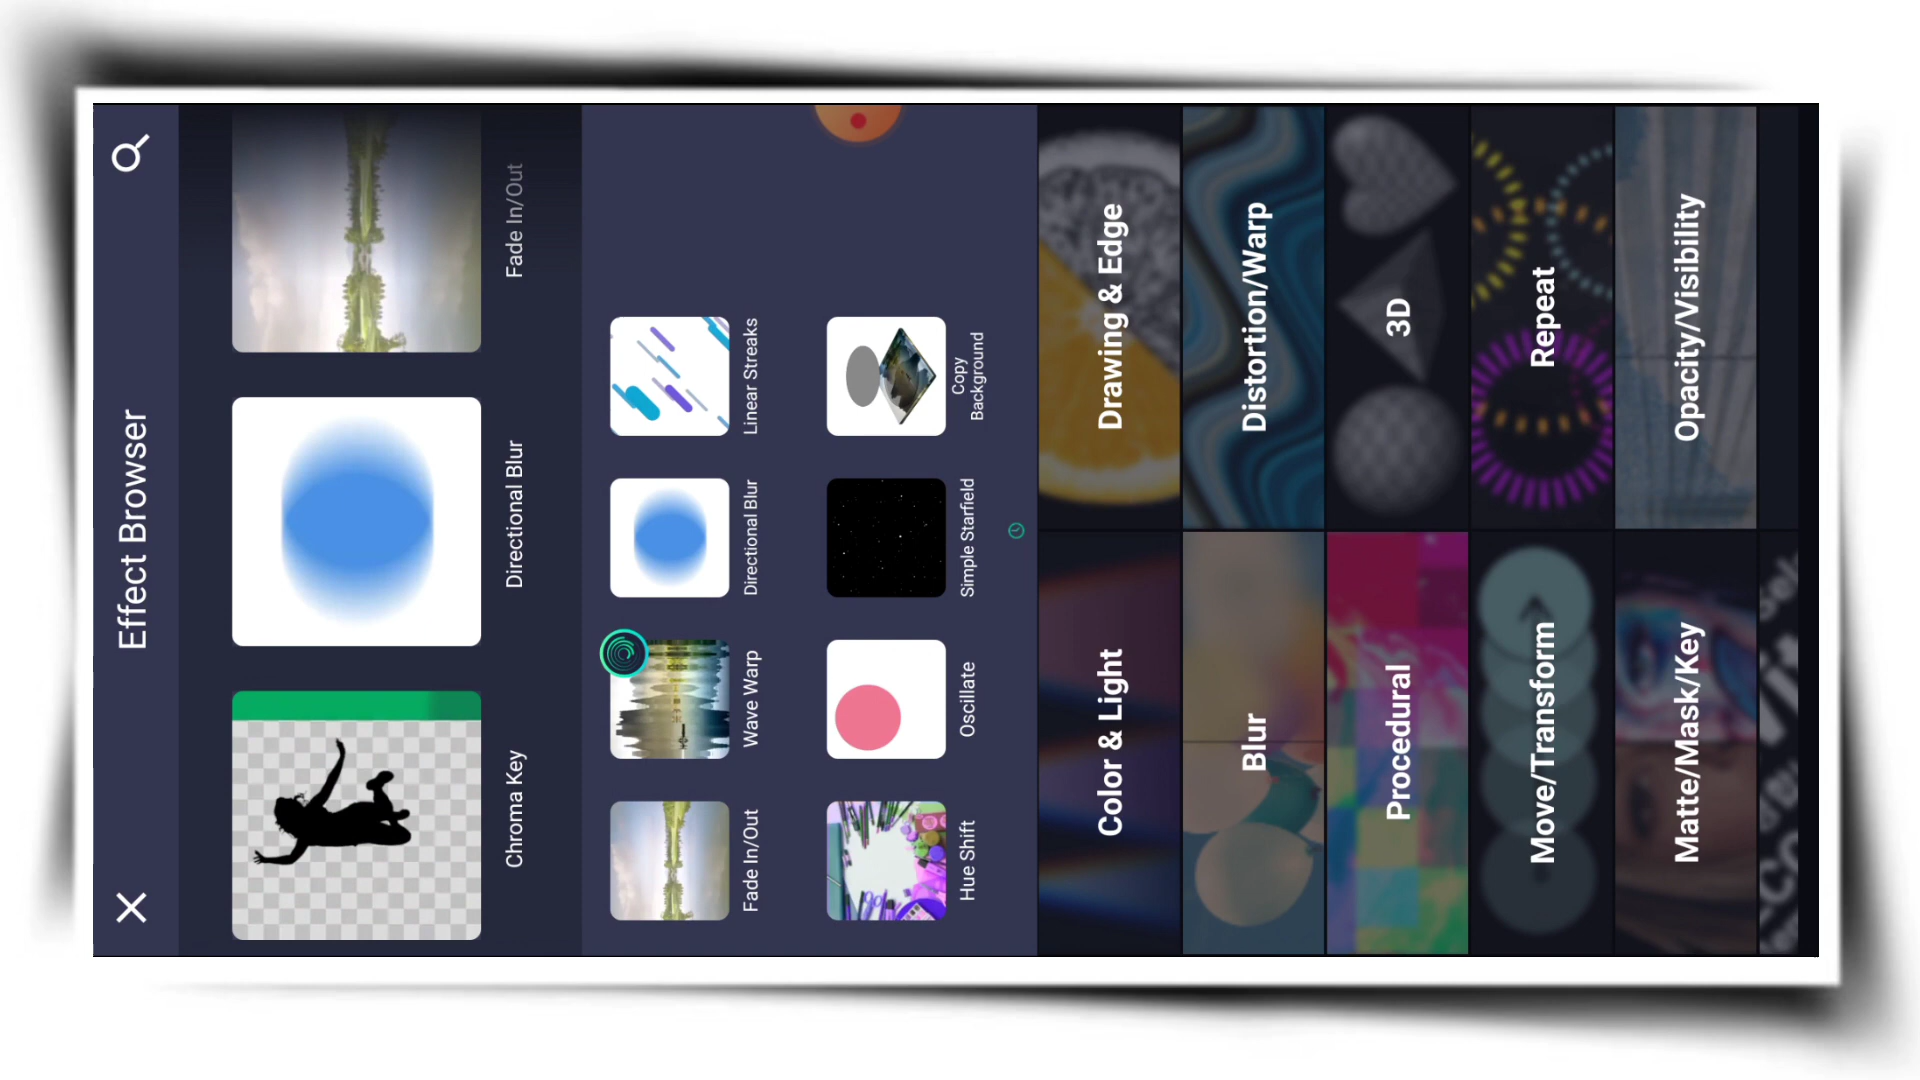 Effect Browser
Chroma Key
Directional Blur
Fade In/Out
Fade In/Out
Wave Warp
Directional Blur
Linear Streaks
Hue Shift
Oscillate
Simple Starfield
Copy
Background
Color & Light
Drawing & Edge
Blur
Distortion/Warp
Procedural
3D
Move/Transform
Repeat
Matte/Mask/Key
Opacity/Visibility